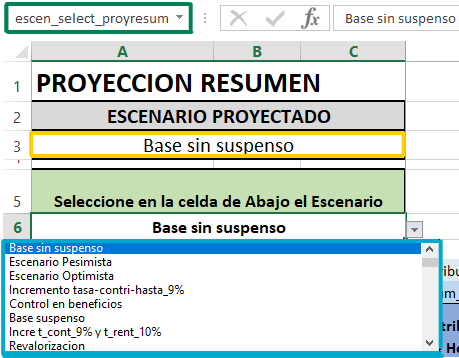 escen_select_proyresum
fx Base sin suspenso
A B C
1 PROYECCION RESUMEN
2 ESCENARIO PROYECTADO
3 Base sin suspenso
5 Seleccione en la celda de Abajo el Escenario
6 Base sin suspenso
Base sin suspenso
Escenario Pesimista
Escenario Optimista
Incremento tasa-contri-hasta_9%
Control en beneficios
Base suspenso
Incre t_cont_9% y t_rent_10%
Revalorizacion